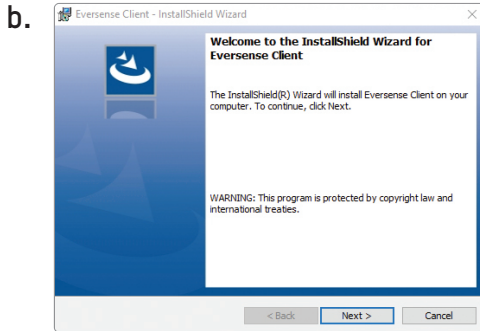 b.
Eversense Client - InstallShield Wizard
Welcome to the InstallShield Wizard for
Eversense Client
The InstallShield(R) Wizard will install Eversense Client on your
computer. To continue, click Next.
WARNING: This program is protected by copyright law and
international treaties.
< Back Next > Cancel